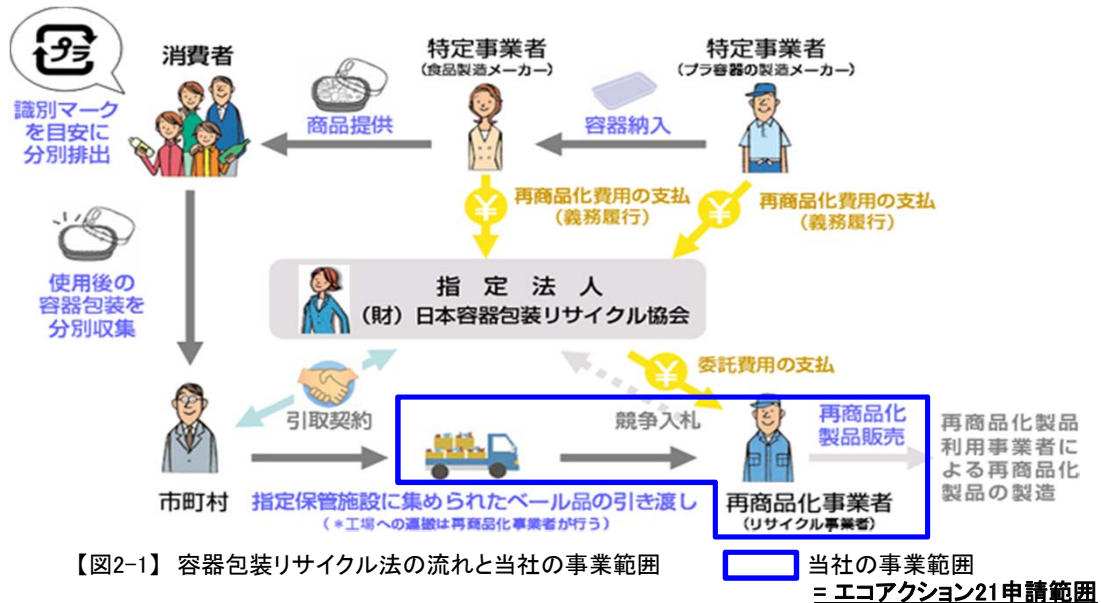 プラ
消費者
識別マーク
を目安に
分別排出
商品提供
特定事業者
(食品製造メーカー)
容器納入
特定事業者
(プラ容器の製造メーカー)
¥
再商品化費用の支払
(義務履行)
¥
再商品化費用の支払
(義務履行)
使用後の
容器包装を
分別収集
指定法人
(財)日本容器包装リサイクル協会
引取契約
¥
委託費用の支払
競争入札
再商品化
製品販売
再商品化製品
利用事業者に
よる再商品化
製品の製造
市町村
指定保管施設に集められたベール品の引き渡し
(*工場への運搬は再商品化事業者が行う)
再商品化事業者
(リサイクル事業者)
【図2-1】 容器包装リサイクル法の流れと当社の事業範囲
当社の事業範囲
= エコアクション21申請範囲